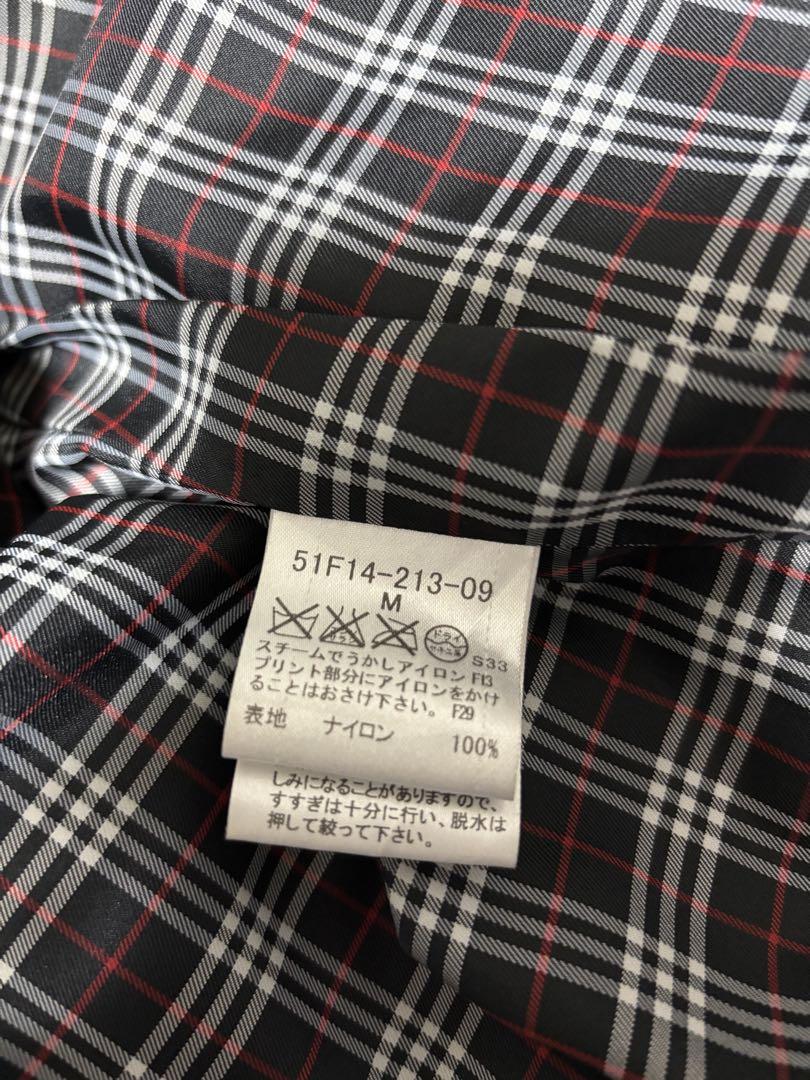 51F14-213-09
M
ドライ
セキユ系
S33
スチームでうかしアイロン F13
プリント部分にアイロンをかけ
ることはおさけ下さい。 F29
表地 ナイロン 100%
しみになることがありますので、
すすぎは十分に行い、脱水は
押して絞って下さい。